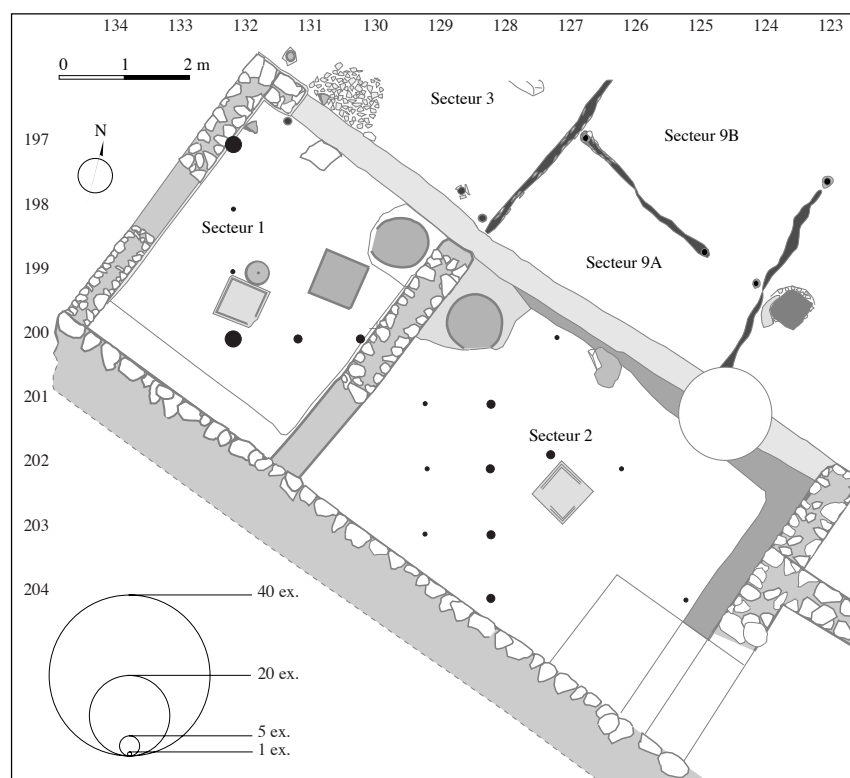 134 133 132 131 130 129 128 127 126 125 124 123
0 1 2 m
N
197
198
199
200
201
202
203
204
Secteur 3
Secteur 9B
Secteur 1
Secteur 9A
Secteur 2
40 ex.
20 ex.
5 ex.
1 ex.